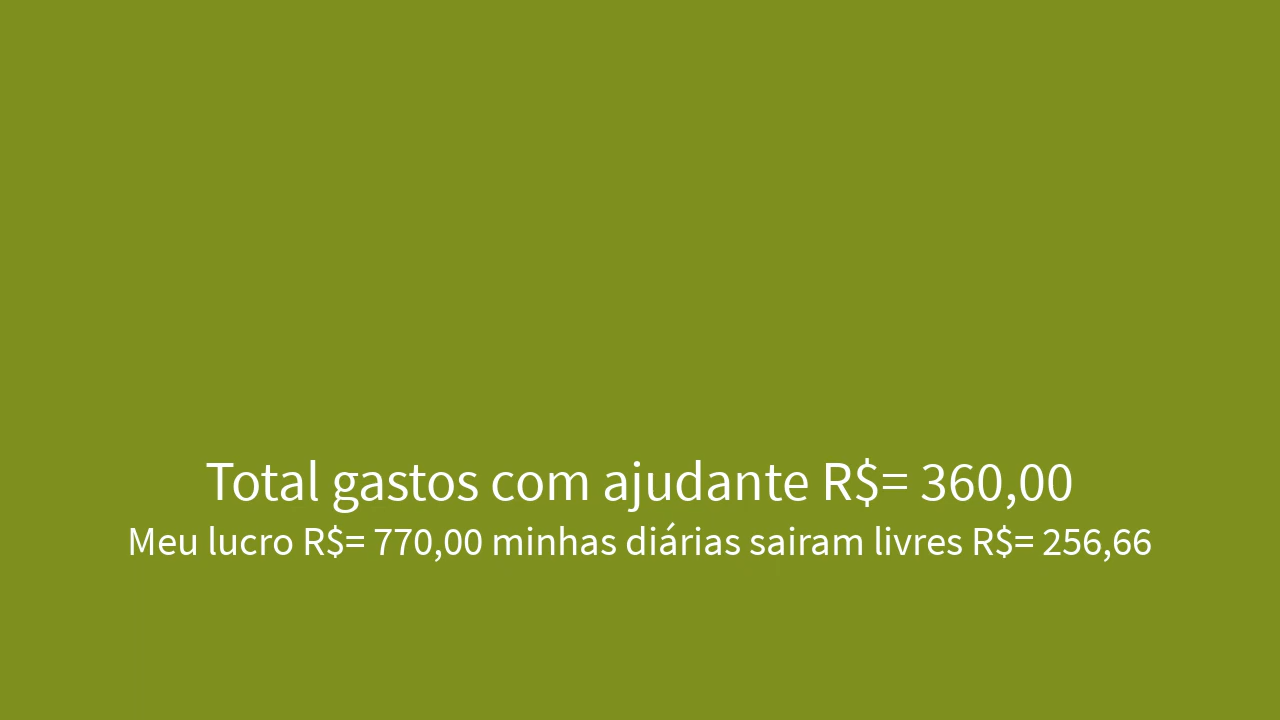 Total gastos com ajudante R$= 360,00
Meu lucro R$= 770,00 minhas diárias sairam livres R$= 256,66